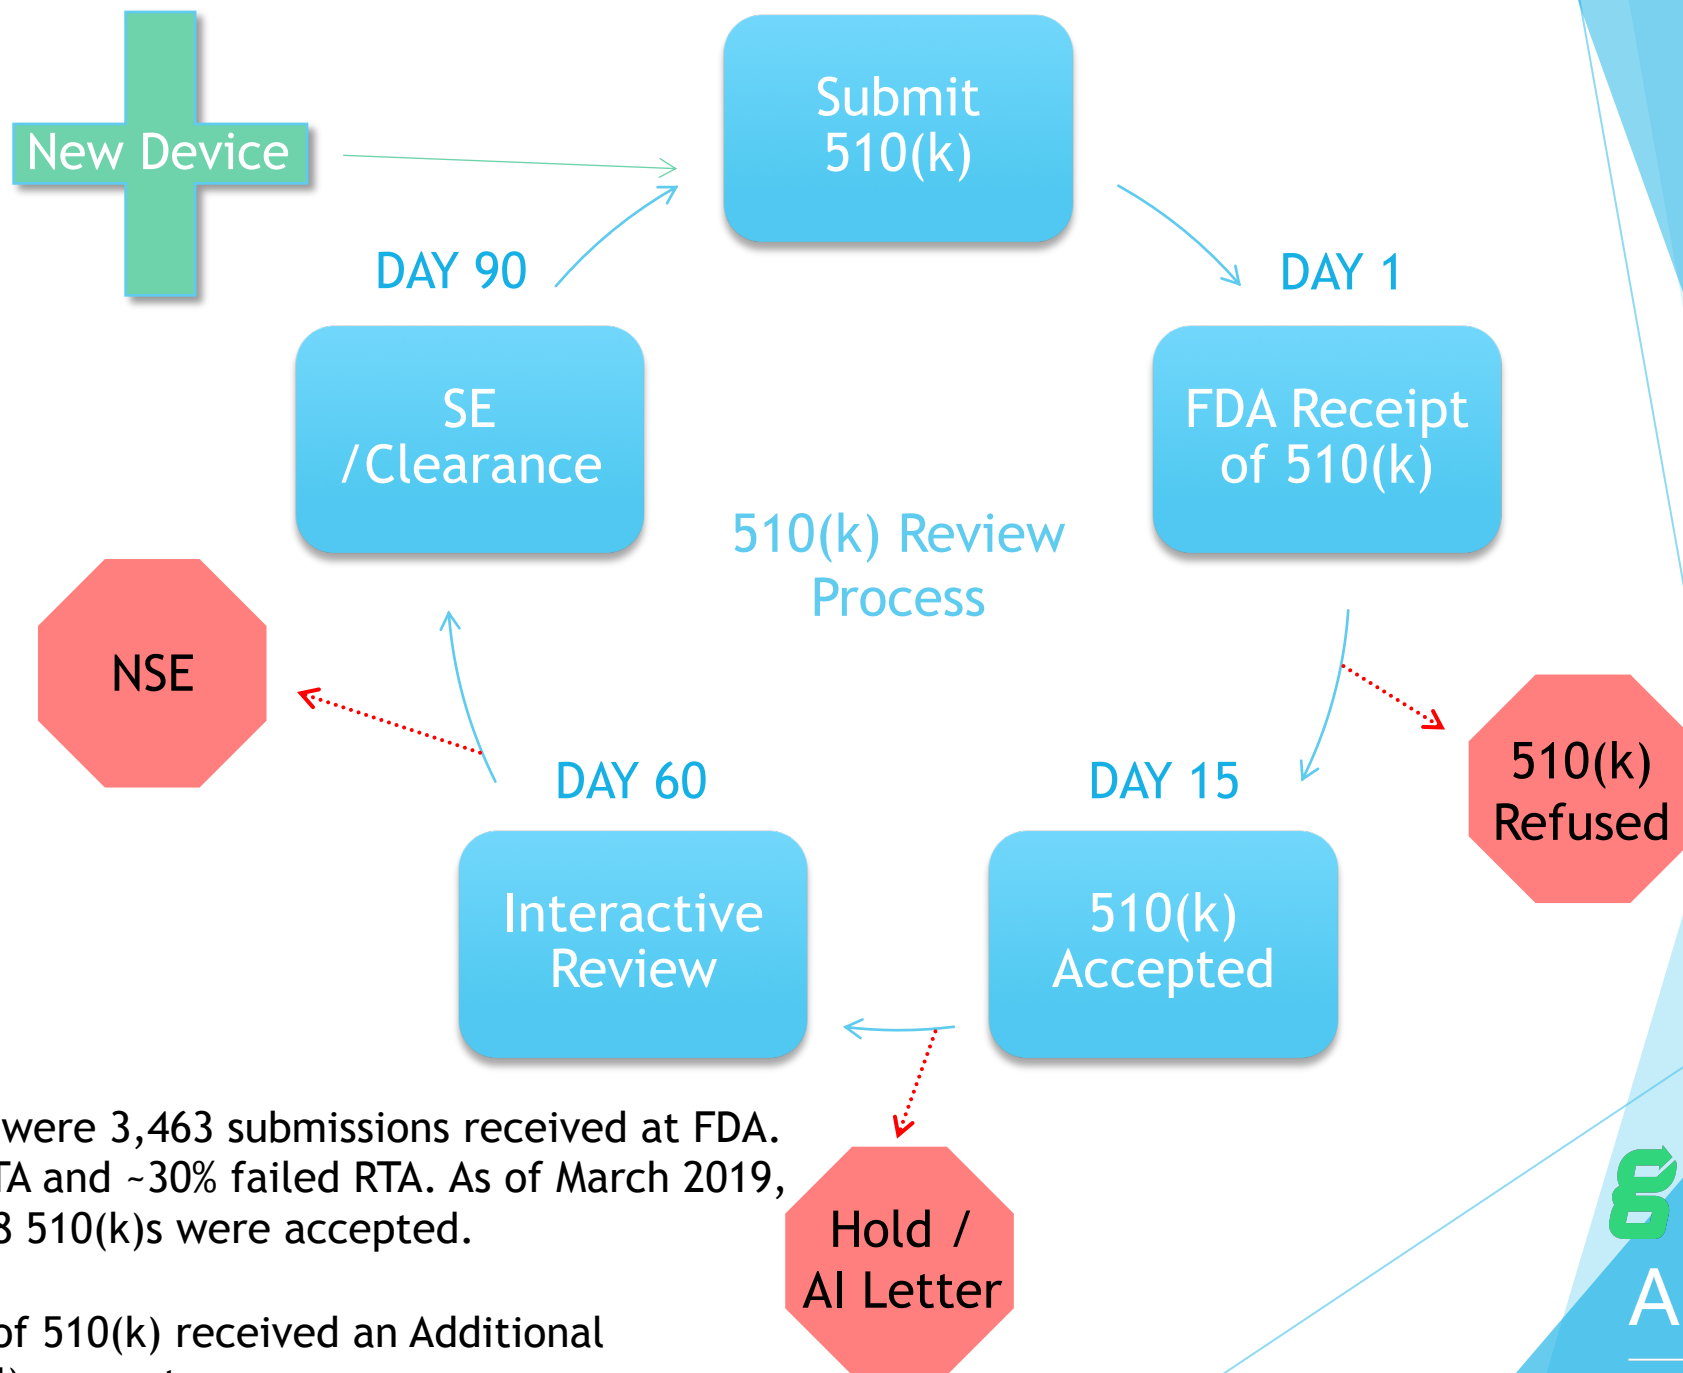 New Device
Submit
510(k)
DAY 90
DAY 1
SE
/Clearance
FDA Receipt
of 510(k)
510(k) Review
Process
NSE
510(k)
Refused
DAY 60
DAY 15
Interactive
Review
510(k)
Accepted
were 3,463 submissions received at FDA.
TA and ~30% failed RTA. As of March 2019,
8 510(k)s were accepted.
Hold /
AI Letter
of 510(k) received an Additional
A